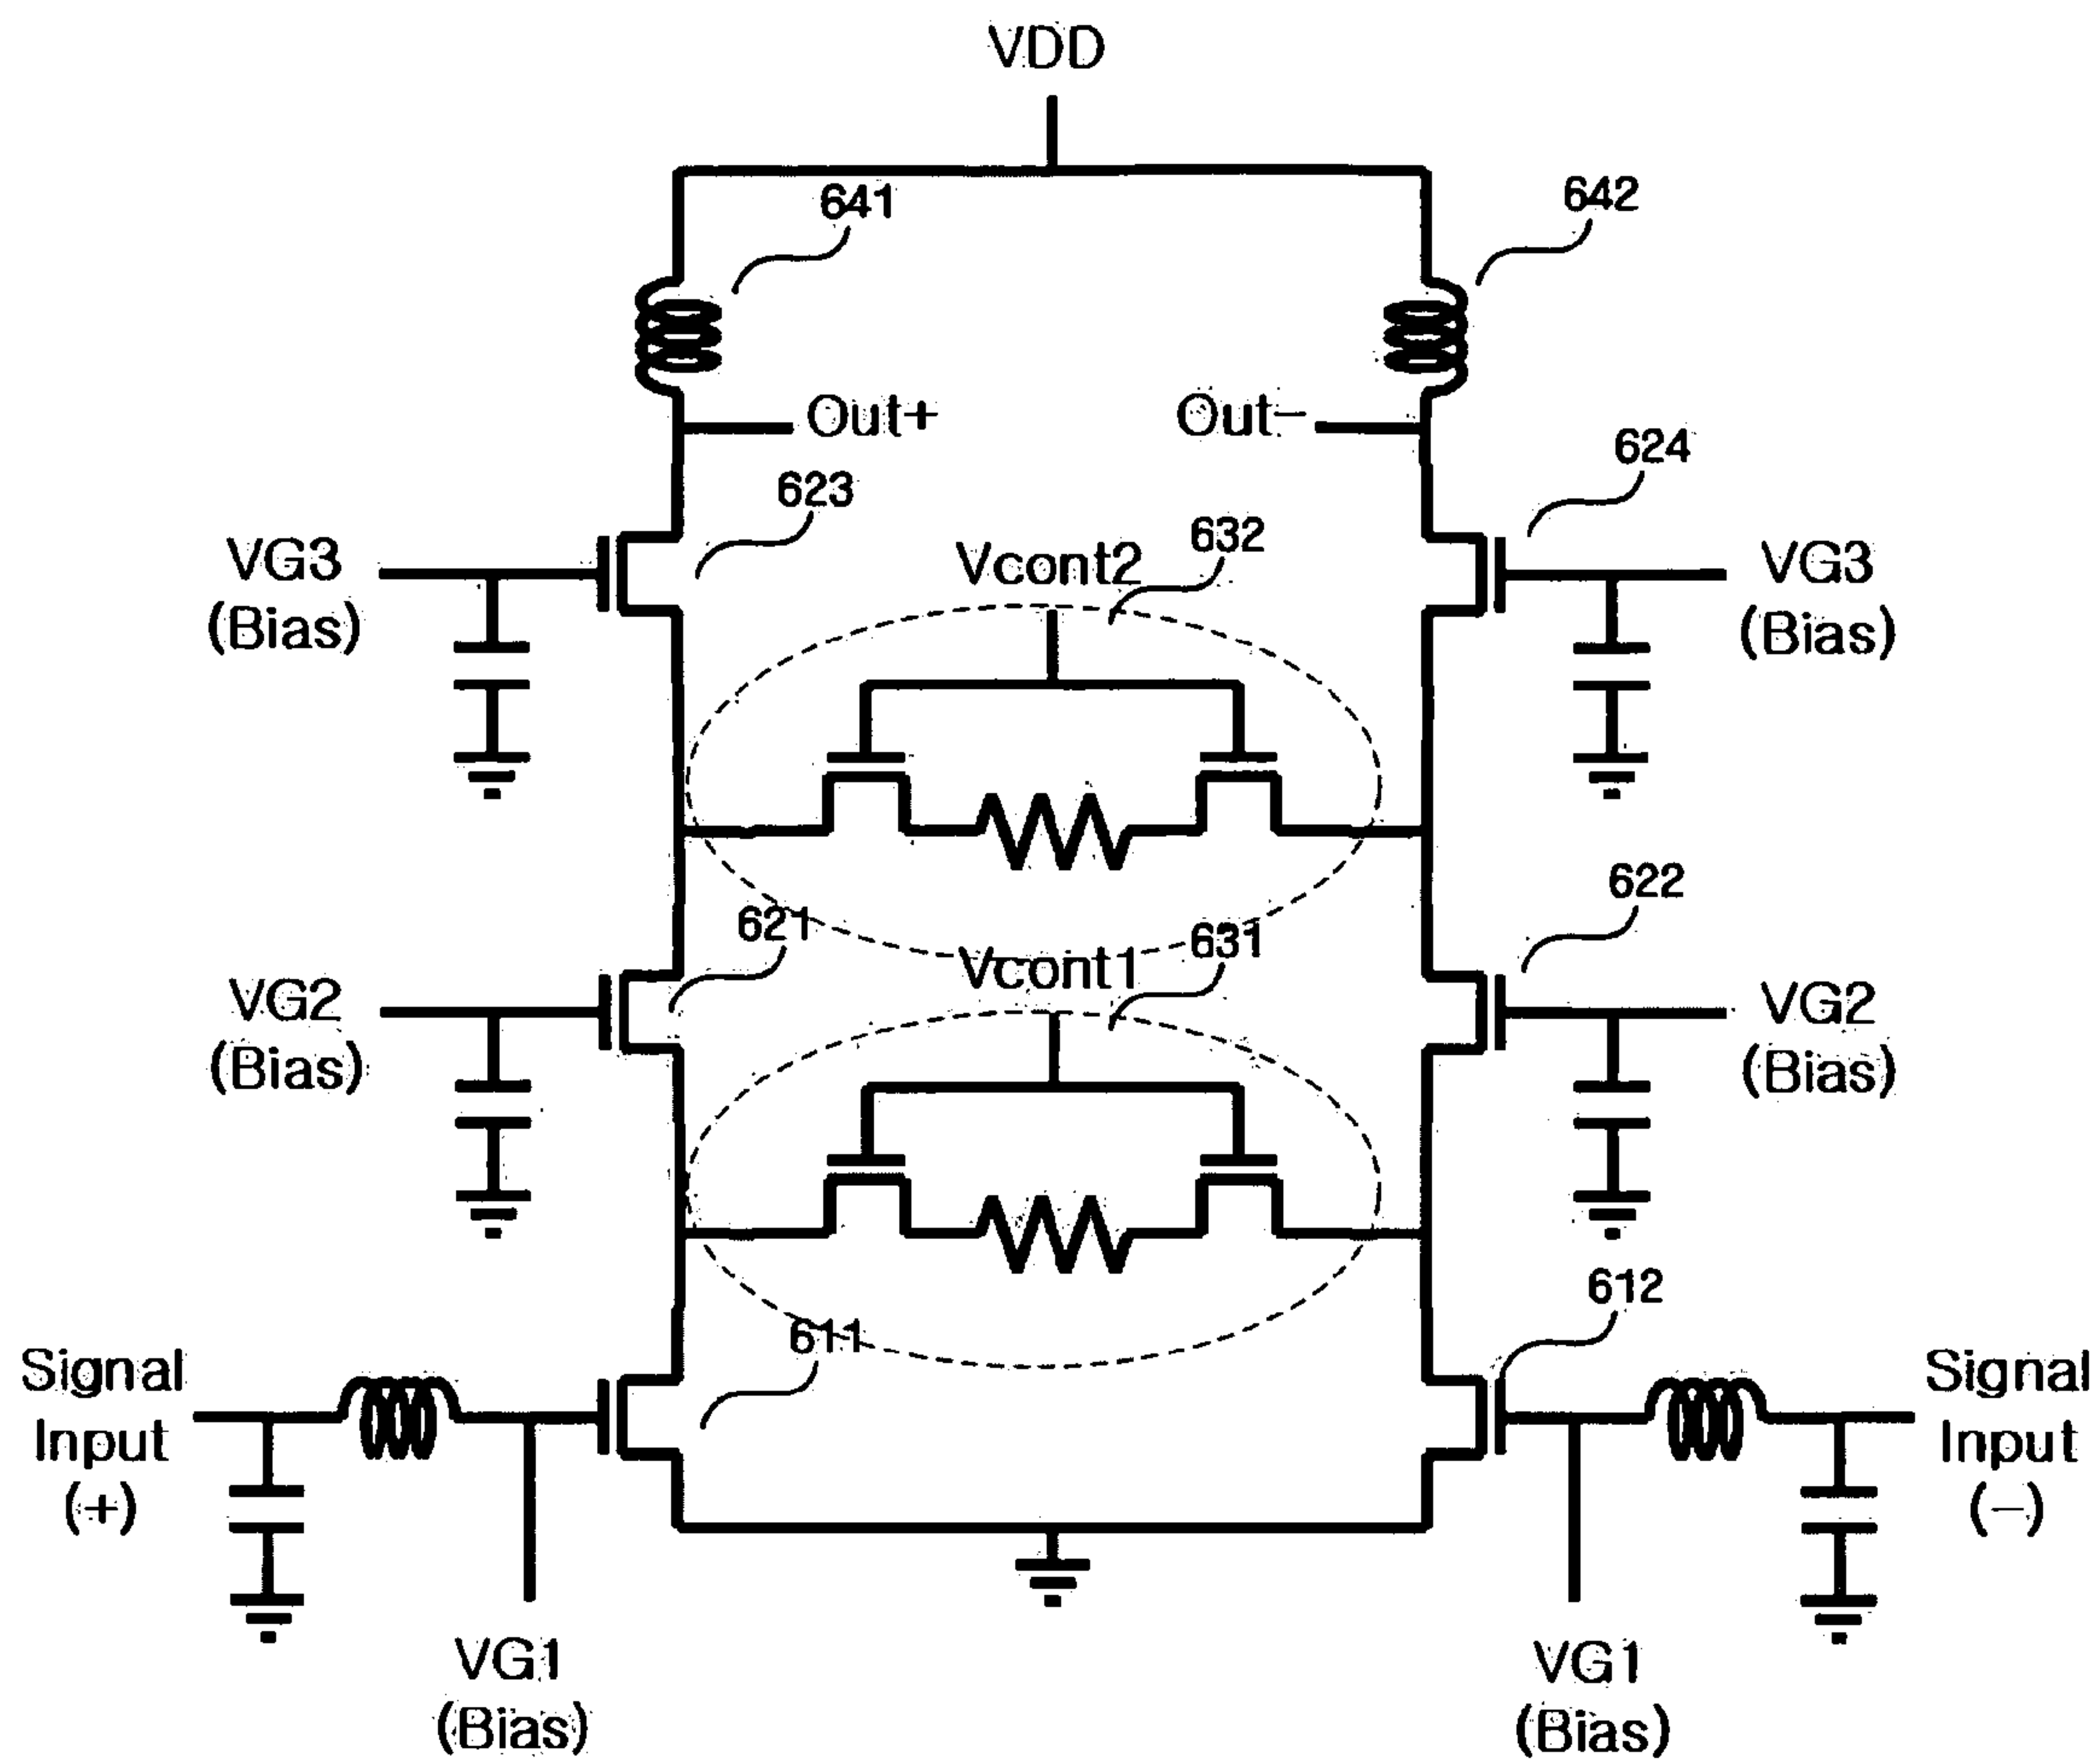 VDD
641
642
Out+
Out−
624
623
632
VG3
(Bias)
Vcont2
VG3
(Bias)
622
621
631
Vcont1
VG2
(Bias)
VG2
(Bias)
612
611
Signal
Input
(+)
Signal
Input
(−)
VG1
(Bias)
VG1
(Bias)